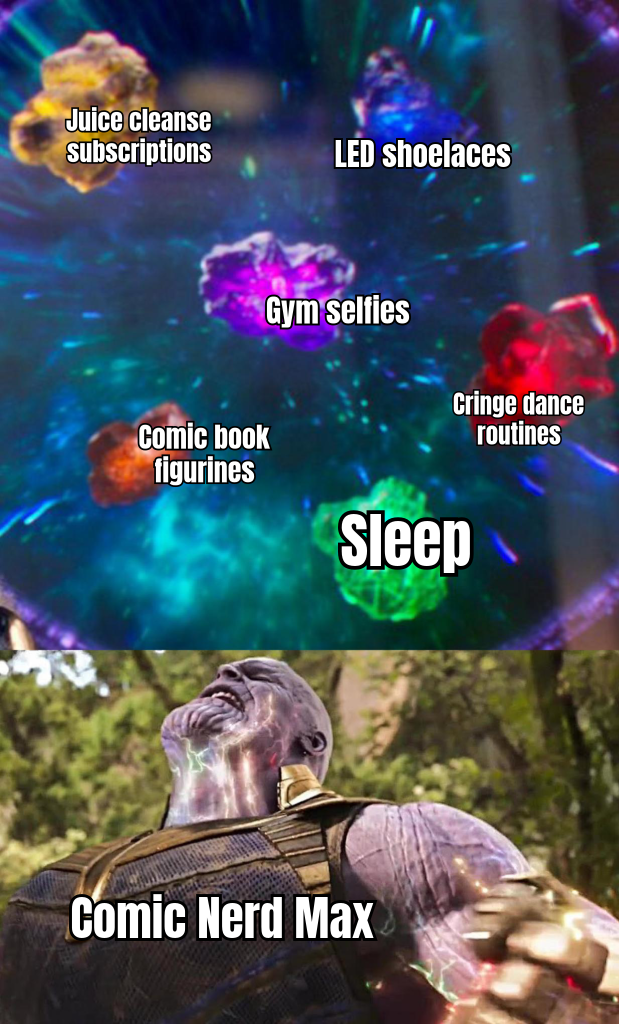 Juice cleanse
subscriptions
LED shoelaces
Gym selfies
Cringe dance
routines
Comic book
figurines
Sleep
Comic Nerd Max